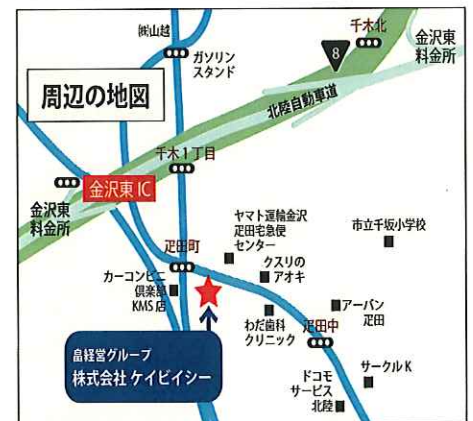 千木北
㈱山越
ガソリン
スタンド
8
金沢東
料金所
周辺の地図
北陸自動車道
千木1丁目
金沢東IC
金沢東
料金所
ヤマト運輸金沢
疋田宅急便
センター
市立千坂小学校
疋田町
クスリの
アオキ
カーコンビニ
倶楽部
KMS店
アーバン
疋田
わだ歯科
クリニック
疋田中
畠経営グループ
株式会社 ケイビイシー
ドコモ
サービス
北陸
サークルK